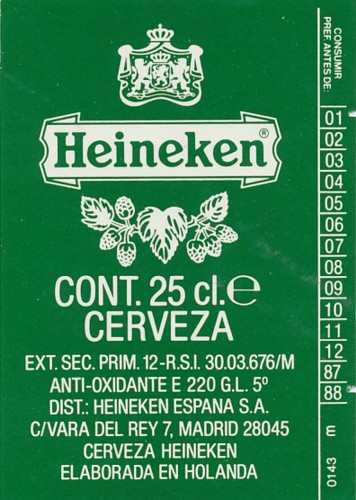 Heineken®
CONT. 25 cl. ℮
CERVEZA
EXT. SEC. PRIM. 12-R.S.I. 30.03.676/M
ANTI-OXIDANTE E 220 G.L. 5º
DIST.: HEINEKEN ESPANA S.A.
C/VARA DEL REY 7, MADRID 28045
CERVEZA HEINEKEN
ELABORADA EN HOLANDA
CONSUMIR
PREF. ANTES DE:
01
02
03
04
05
06
07
08
09
10
11
12
87
88
m
0143